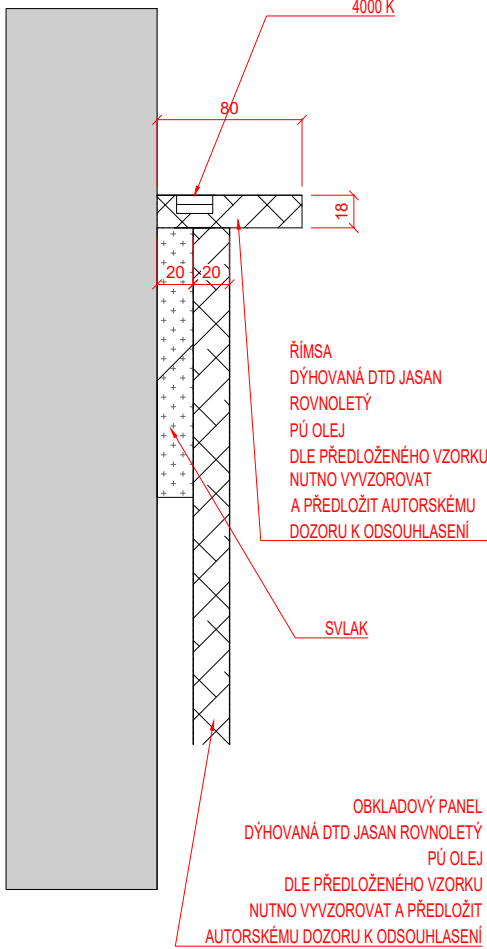 4000 K
80
18
20 20
ŘÍMSA
DÝHOVANÁ DTD JASAN
ROVNOLETÝ
PÚ OLEJ
DLE PŘEDLOŽENÉHO VZORKU
NUTNO VYVZOROVAT
A PŘEDLOŽIT AUTORSKÉMU
DOZORU K ODSOUHLASENÍ
SVLAK
OBKLADOVÝ PANEL
DÝHOVANÁ DTD JASAN ROVNOLETÝ
PÚ OLEJ
DLE PŘEDLOŽENÉHO VZORKU
NUTNO VYVZOROVAT A PŘEDLOŽIT
AUTORSKÉMU DOZORU K ODSOUHLASENÍ